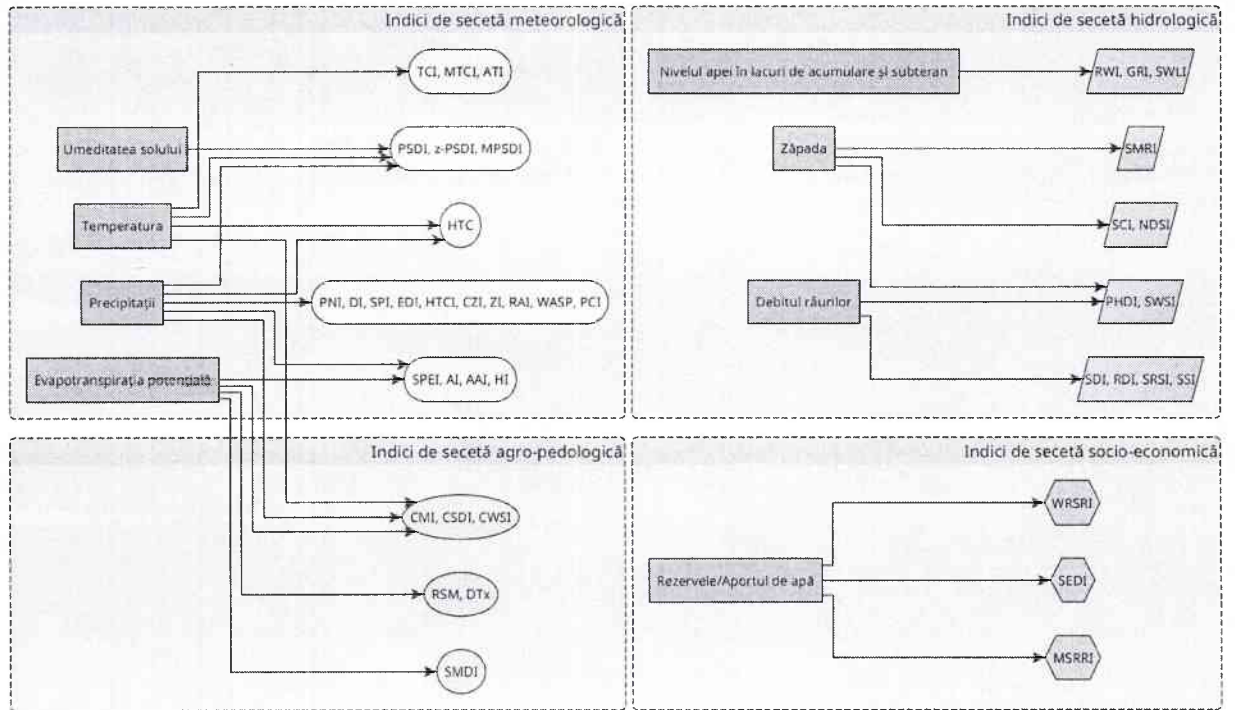 Indici de secetă meteorologică
TCI, MTCI, ATI
Umeditatea solului
PSDI, z-PSDI, MPSDI
Temperatura
HTC
Precipitații
PNI, DI, SPI, EDI, HTCI, CZI, ZI, RAI, WASP, PCI
Evapotranspirația potențială
SPEI, AI, AAI, HI
Indici de secetă hidrologică
Nivelul apei în lacuri de acumulare și subteran
RWI, GRI, SWLI
Zăpada
SMRI
SCI, NDSI
Debitul râurilor
PHDI, SWSI
SDI, RDI, SRSI, SSI
Indici de secetă agro-pedologică
CMI, CSDI, CWSI
RSM, DTx
SMDI
Indici de secetă socio-economică
WRSRI
Rezervele/Aportul de apă
SEDI
MSRRI